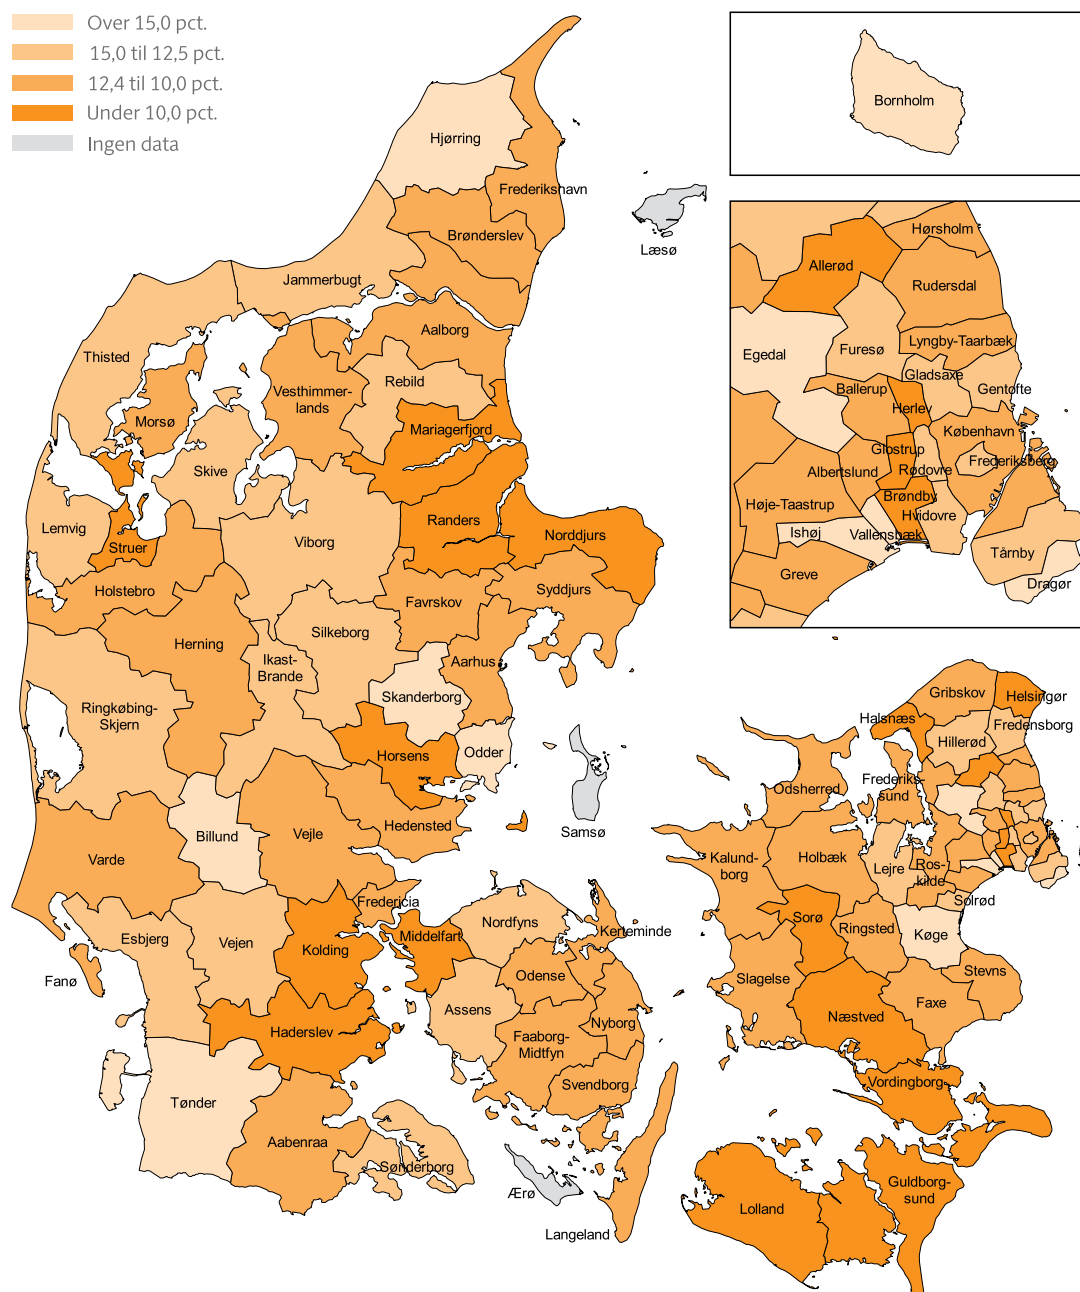 Over 15,0 pct.
15,0 til 12,5 pct.
12,4 til 10,0 pct.
Under 10,0 pct.
Ingen data
Bornholm
Hjørring
Frederikshavn
Brønderslev
Læsø
Jammerbugt
Aalborg
Thisted
Rebild
Vesthimmer-
lands
Morsø
Mariagerfjord
Skive
Lemvig
Struer
Viborg
Randers
Norddjurs
Holstebro
Favrskov
Syddjurs
Herning
Silkeborg
Ikast-
Brande
Aarhus
Skanderborg
Ringkøbing-
Skjern
Horsens
Odder
Samsø
Billund
Vejle
Hedensted
Varde
Fredericia
Esbjerg
Vejen
Kolding
Middelfart
Nordfyns
Kerteminde
Fanø
Odense
Assens
Haderslev
Faaborg-
Midtfyn
Nyborg
Svendborg
Tønder
Aabenraa
Sønderborg
Ærø
Langeland
Hørsholm
Allerød
Rudersdal
Egedal
Furesø
Lyngby-Taarbæk
Gladsaxe
Gentofte
Ballerup
Herlev
København
Glostrup
Frederiksberg
Albertslund
Rødovre
Høje-Taastrup
Brøndby
Hvidovre
Ishøj
Vallensbæk
Greve
Tårnby
Dragør
Gribskov
Helsingør
Halsnæs
Fredensborg
Hillerød
Odsherred
Frederiks-
sund
Kalund-
borg
Holbæk
Lejre
Ros-
kilde
Solrød
Sorø
Ringsted
Køge
Slagelse
Stevns
Faxe
Næstved
Vordingborg
Lolland
Guldborg-
sund